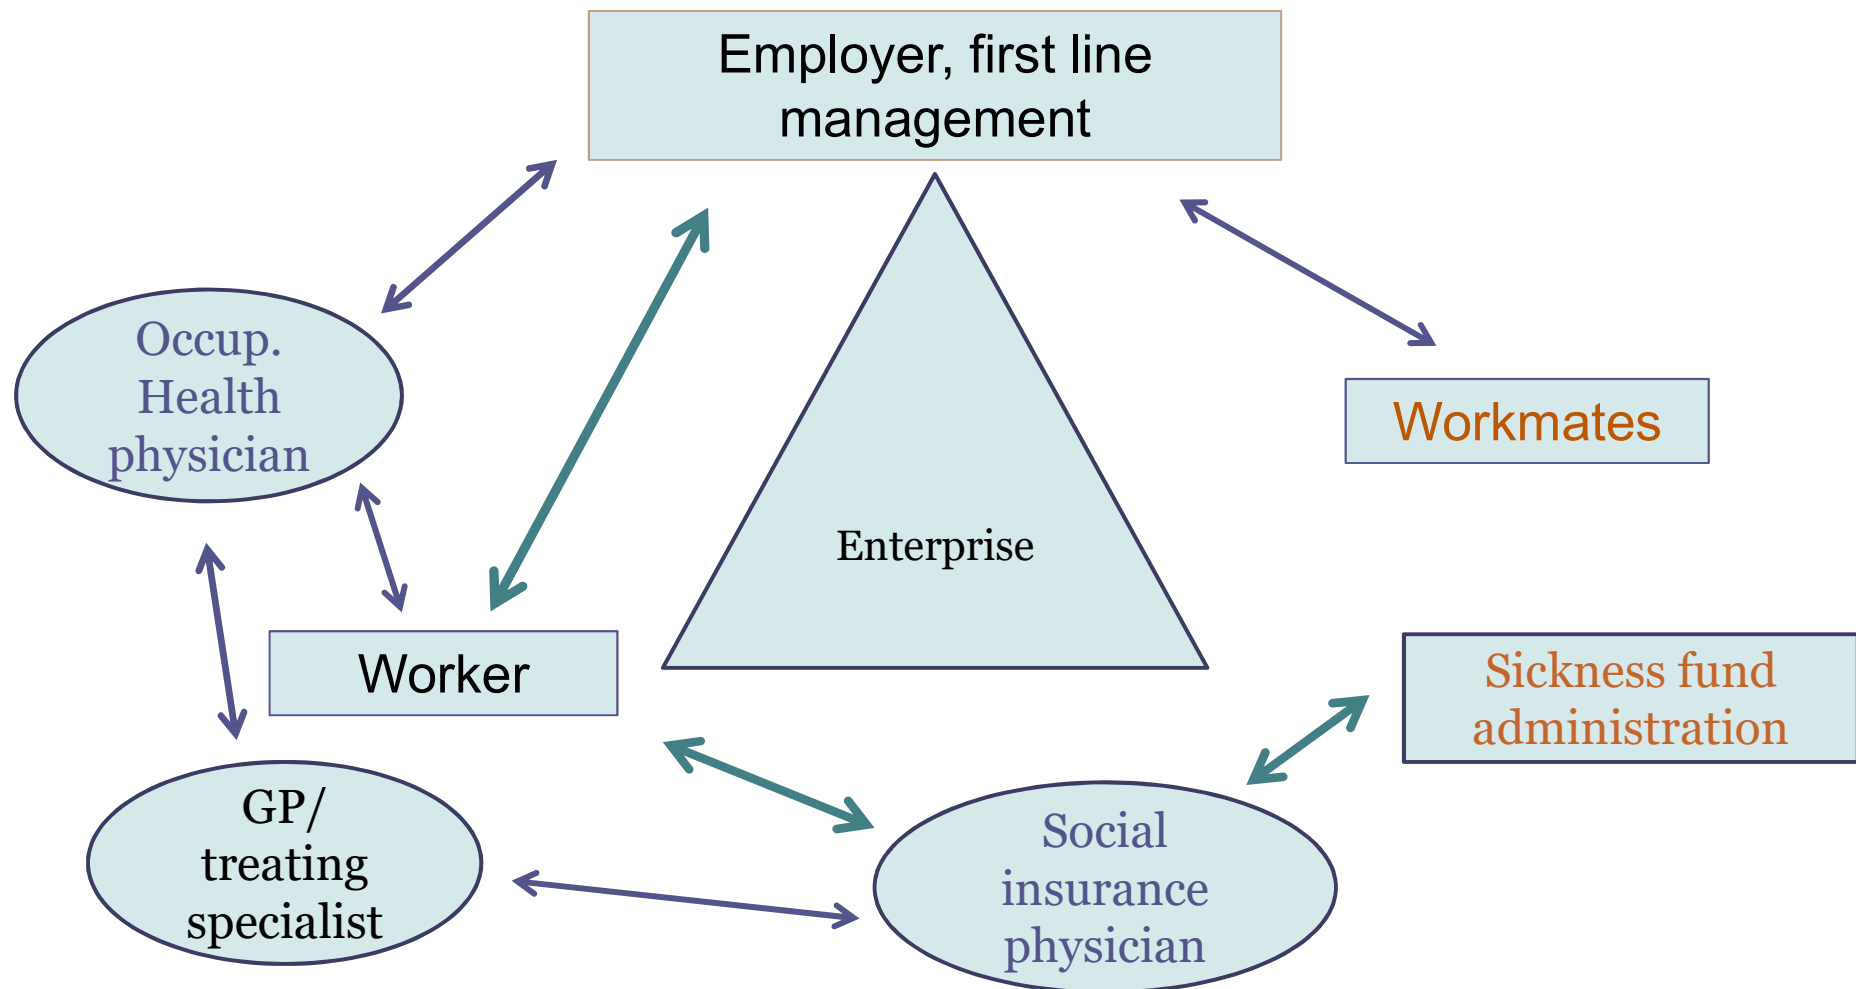 Employer, first line
management
Occup.
Health
physician
Workmates
Enterprise
Worker
Sickness fund
administration
GP/
treating
specialist
Social
insurance
physician